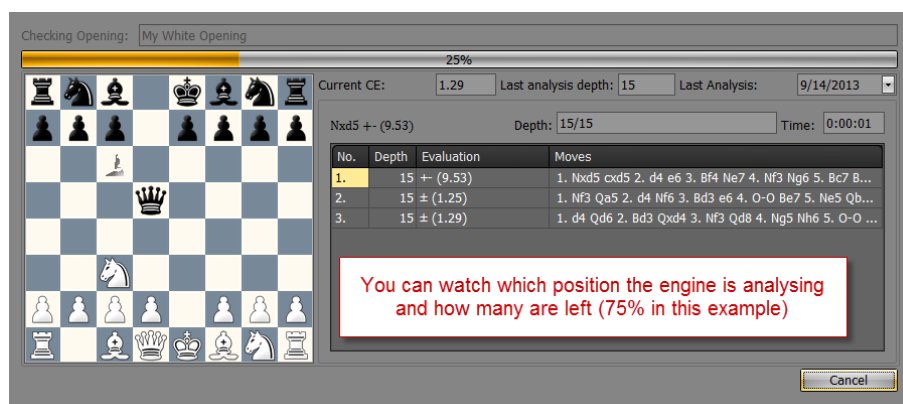 Checking Opening: My White Opening
25%
Current CE: 1.29 Last analysis depth: 15 Last Analysis: 9/14/2013
Nxd5 +- (9.53) Depth: 15/15 Time: 0:00:01
No. Depth Evaluation Moves
1. 15 +- (9.53) 1. Nxd5 cxd5 2. d4 e6 3. Bf4 Ne7 4. Nf3 Ng6 5. Bc7 B...
2. 15 ± (1.25) 1. Nf3 Qa5 2. d4 Nf6 3. Bd3 e6 4. O-O Be7 5. Ne5 Qb...
3. 15 ± (1.29) 1. d4 Qd6 2. Bd3 Qxd4 3. Nf3 Qd8 4. Ng5 Nh6 5. O-O ...
You can watch which position the engine is analysing
and how many are left (75% in this example)
Cancel